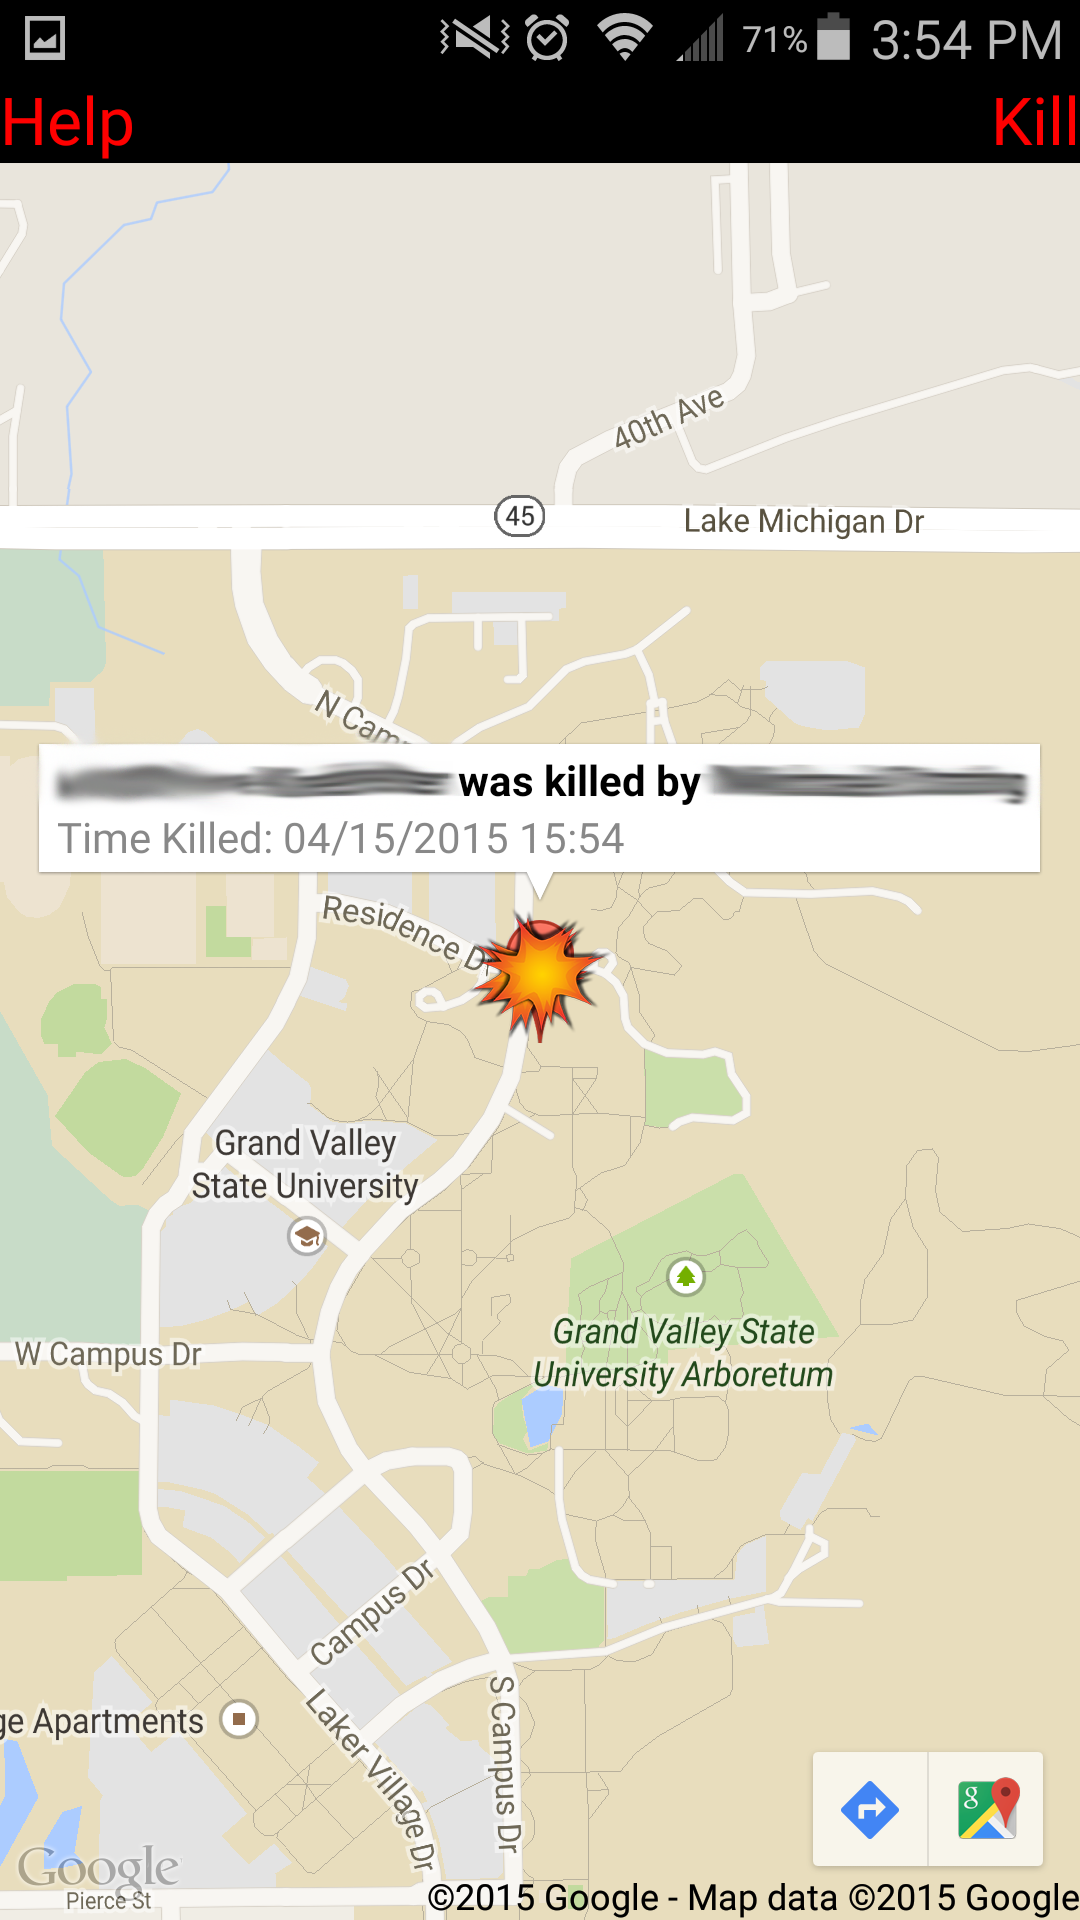 71% 3:54 PM
Help Kill
40th Ave
45
Lake Michigan Dr
N Cam
was killed by
Time Killed: 04/15/2015 15:54
Residence D
Grand Valley
State University
Grand Valley State
University Arboretum
W Campus Dr
Campus Dr
ge Apartments
Laker Village Dr
S Campus Dr
g
Google
Pierce St
©2015 Google - Map data ©2015 Google